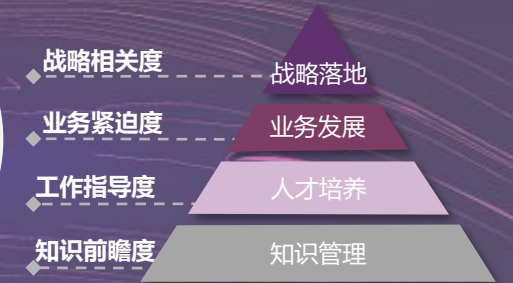 战略相关度
战略落地
业务紧迫度
业务发展
工作指导度
人才培养
知识前瞻度
知识管理